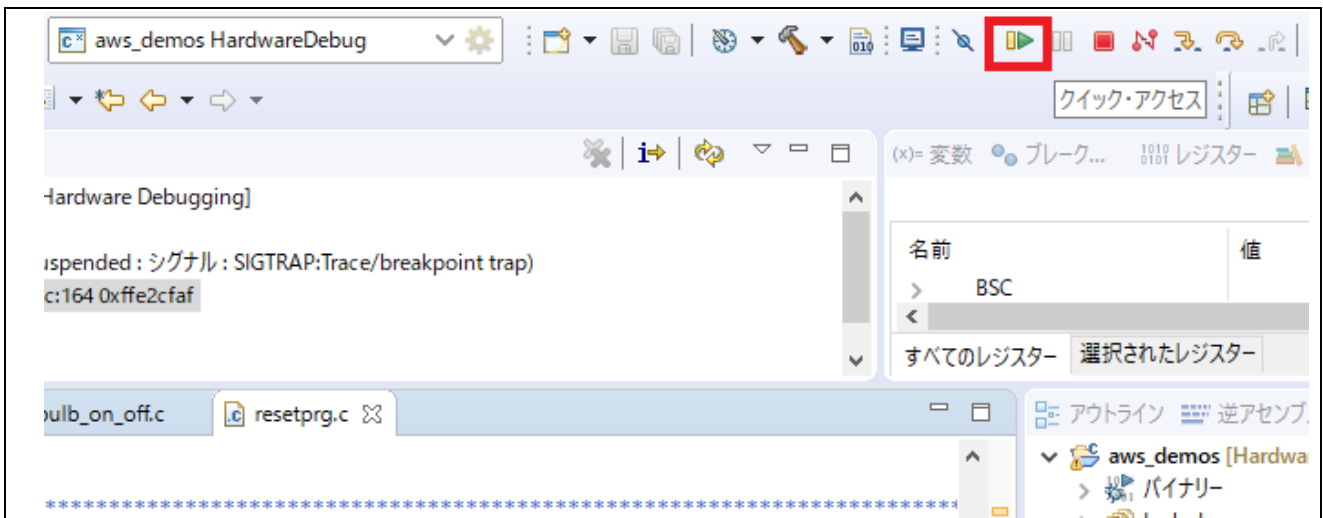 aws_demos HardwareDebug
010
クイック・アクセス
(x)= 変数 ブレーク... 1010 0101 レジスター
Hardware Debugging]
uspended : シグナル : SIGTRAP:Trace/breakpoint trap)
c:164 0xffe2cfaf
名前 値
BSC
すべてのレジスター 選択されたレジスター
bulb_on_off.c .c resetprg.c
アウトライン 逆アセンブ
aws_demos [Hardwa
バイナリー